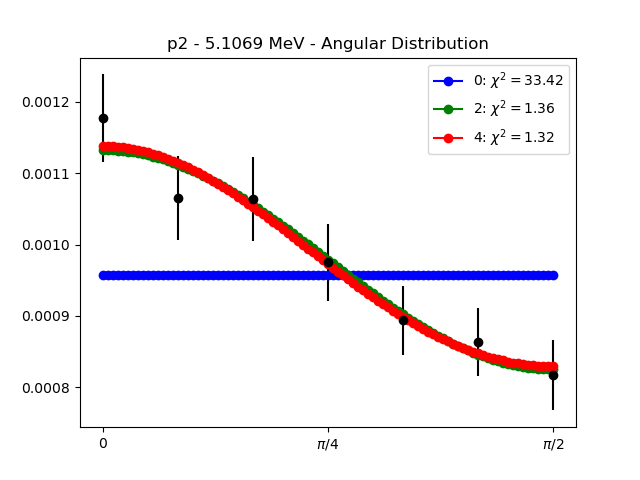 p2 - 5.1069 MeV - Angular Distribution
0: χ² = 33.42
2: χ² = 1.36
4: χ² = 1.32
0.0012
0.0011
0.0010
0.0009
0.0008
0 π/4 π/2